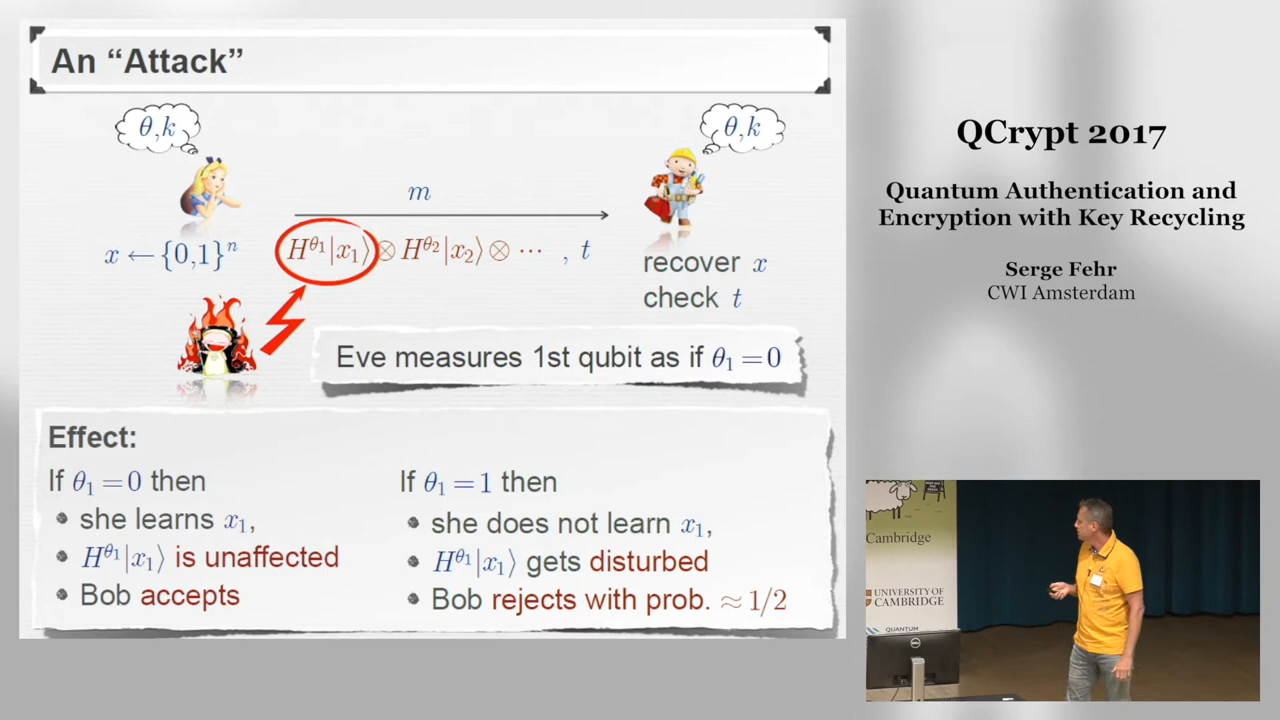 An “Attack”
θ,k
θ,k
m
x ← {0,1}ⁿ
H^θ₁|x₁⟩ ⊗ H^θ₂|x₂⟩ ⊗ ⋯ , t
recover x
check t
Eve measures 1st qubit as if θ₁ = 0
Effect:
If θ₁ = 0 then
she learns x₁,
H^θ₁|x₁⟩ is unaffected
Bob accepts
If θ₁ = 1 then
she does not learn x₁,
H^θ₁|x₁⟩ gets disturbed
Bob rejects with prob. ≈ 1/2
QCrypt 2017
Quantum Authentication and
Encryption with Key Recycling
Serge Fehr
CWI Amsterdam
Cambridge
UNIVERSITY OF
CAMBRIDGE
QUANTUM
DELL